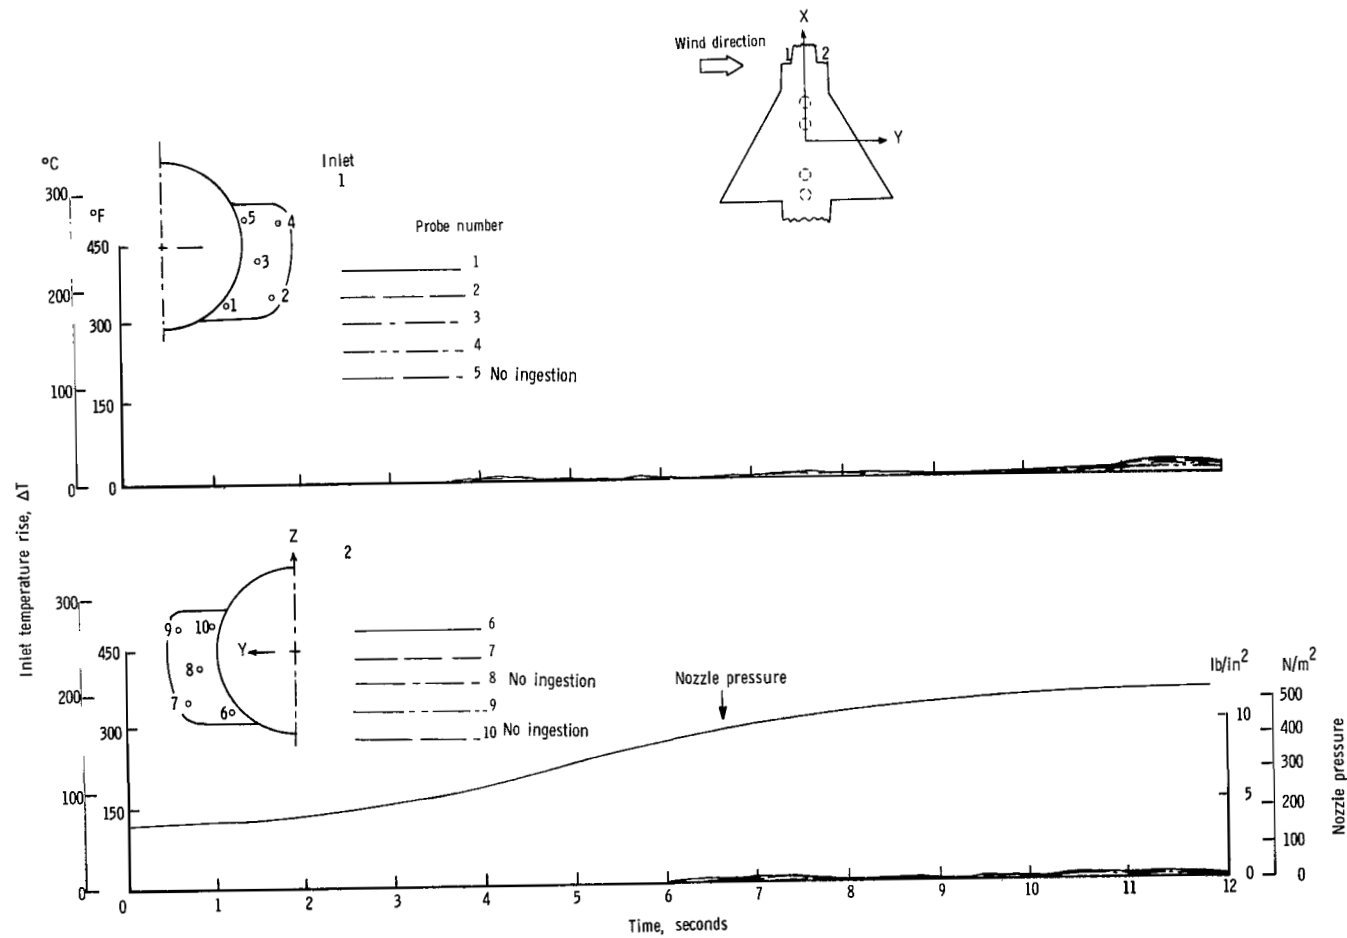 X
Wind direction
1 2
Y
°C
Inlet
1
300
°F
5 4
Probe number
450
3
1
2
200
1 2
3
300
4
100
150
5 No ingestion
0
0
Inlet temperature rise, ΔT
Z
2
300
9 10
6
450
Y
7
8
8 No ingestion
Nozzle pressure
lb/in²
N/m²
200
7
6
9
500
10
300
10 No ingestion
400
300
100
5
150
200
100
0
0
0
0
Nozzle pressure
0 1 2 3 4 5 6 7 8 9 10 11 12
Time, seconds